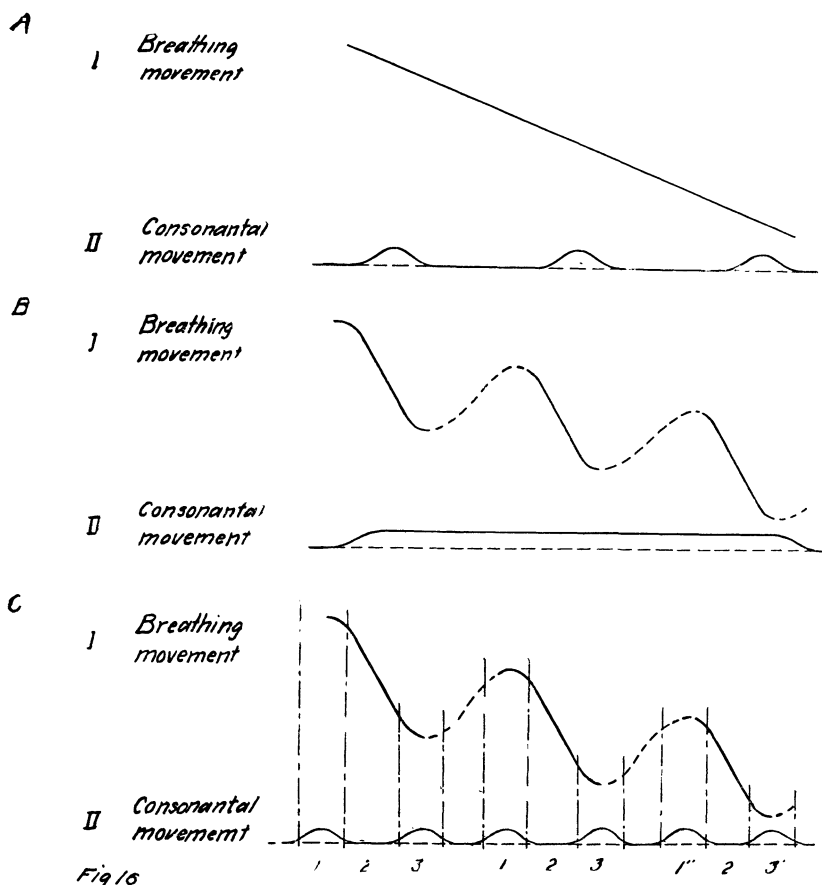 A
I Breathing
movement
II Consonantal
movement
B
I Breathing
movement
II Consonantal
movement
C
I Breathing
movement
II Consonantal
movememt
1 2 3 1 2 3 1" 2 3'
Fig 16